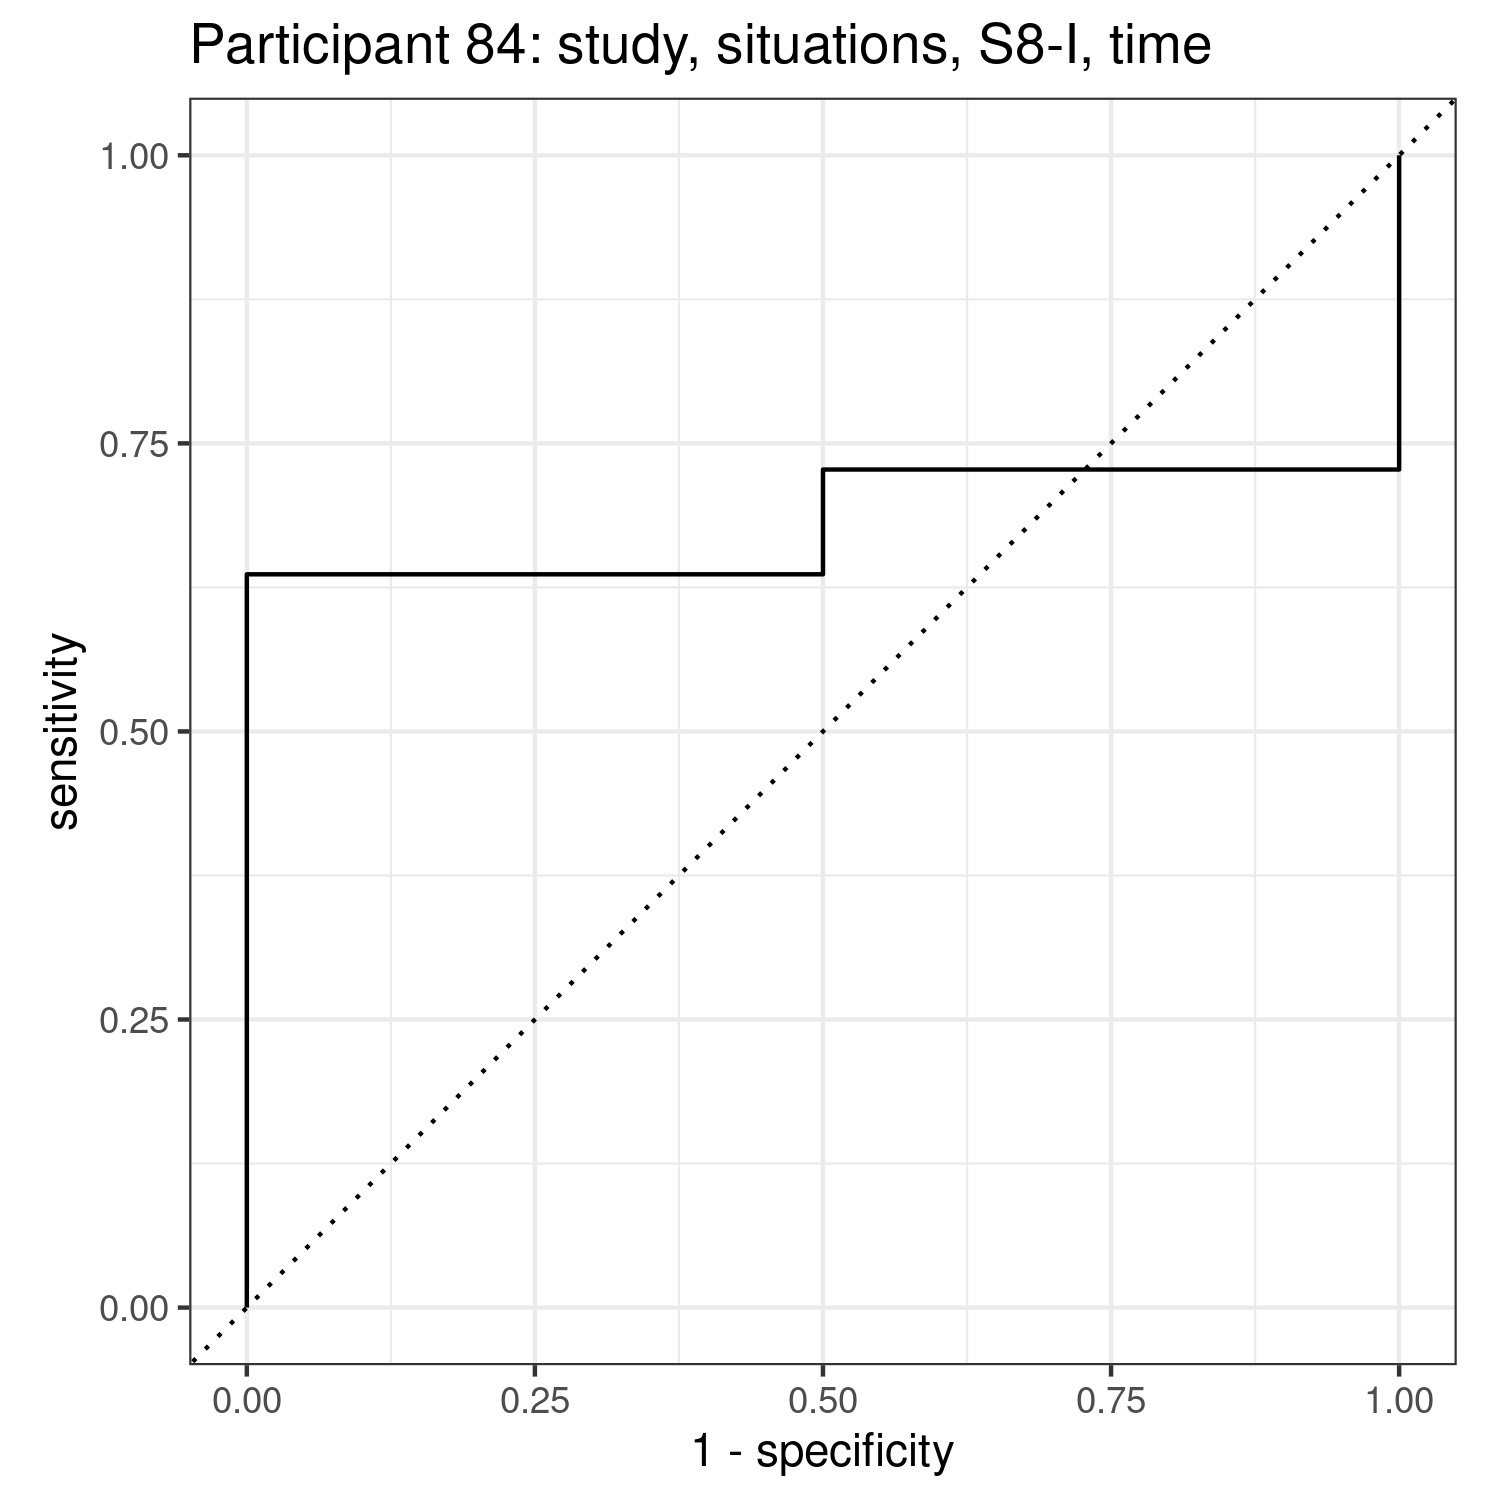 Participant 84: study, situations, S8-I, time
1.00
0.75
0.50
0.25
0.00
sensitivity
0.00 0.25 0.50 0.75 1.00
1 - specificity